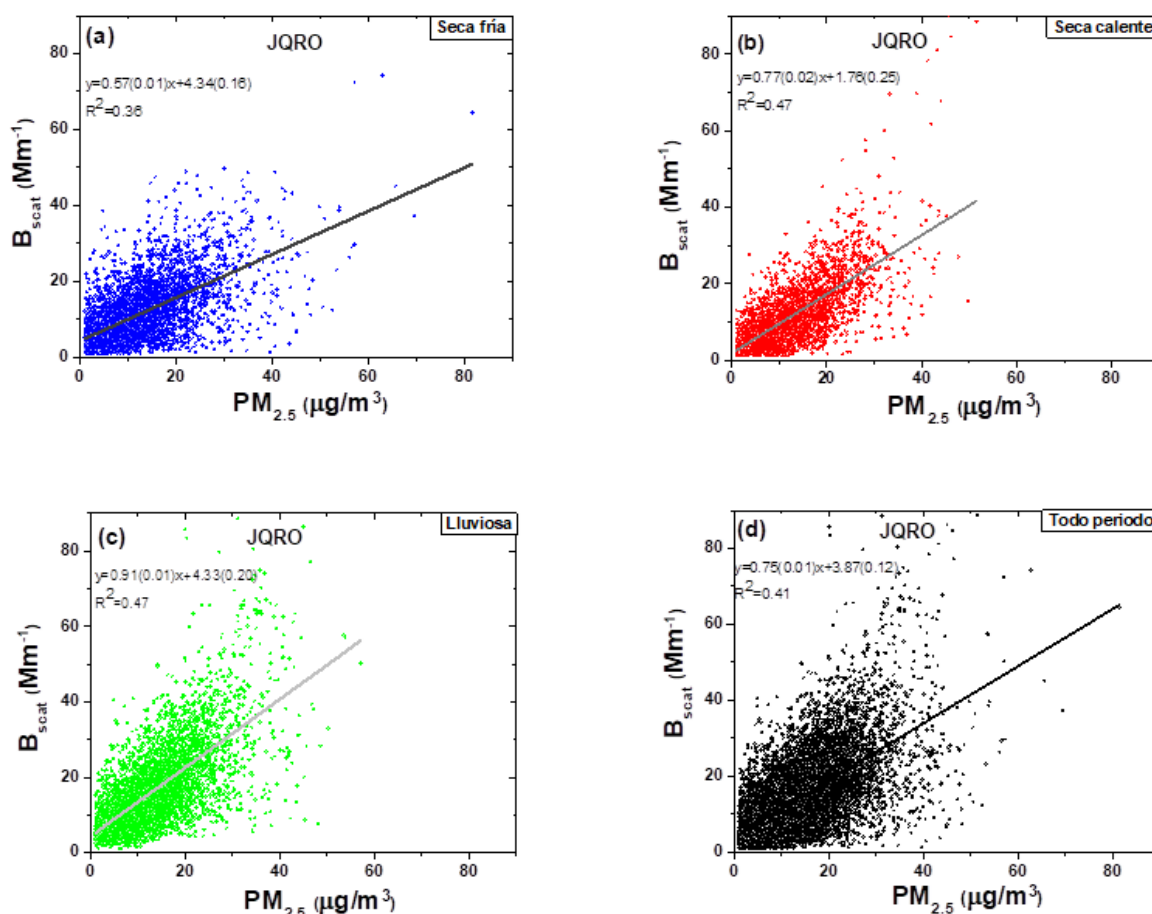 (a)
JQRO
Seca fría
y=0.57(0.01)x+4.34(0.16)
R²=0.36
80
60
40
20
0
B_scat (Mm⁻¹)
0 20 40 60 80
PM₂.₅ (µg/m³)
(b)
JQRO
Seca calente
y=0.77(0.02)x+1.76(0.25)
R²=0.47
80
60
40
20
0
B_scat (Mm⁻¹)
0 20 40 60 80
PM₂.₅ (µg/m³)
(c)
JQRO
Lluviosa
y=0.91(0.01)x+4.33(0.20)
R²=0.47
80
60
40
20
0
B_scat (Mm⁻¹)
0 20 40 60 80
PM₂.₅ (µg/m³)
(d)
JQRO
Todo periodo
y=0.75(0.01)x+3.87(0.12)
R²=0.41
80
60
40
20
0
B_scat (Mm⁻¹)
0 20 40 60 80
PM₂.₅ (µg/m³)